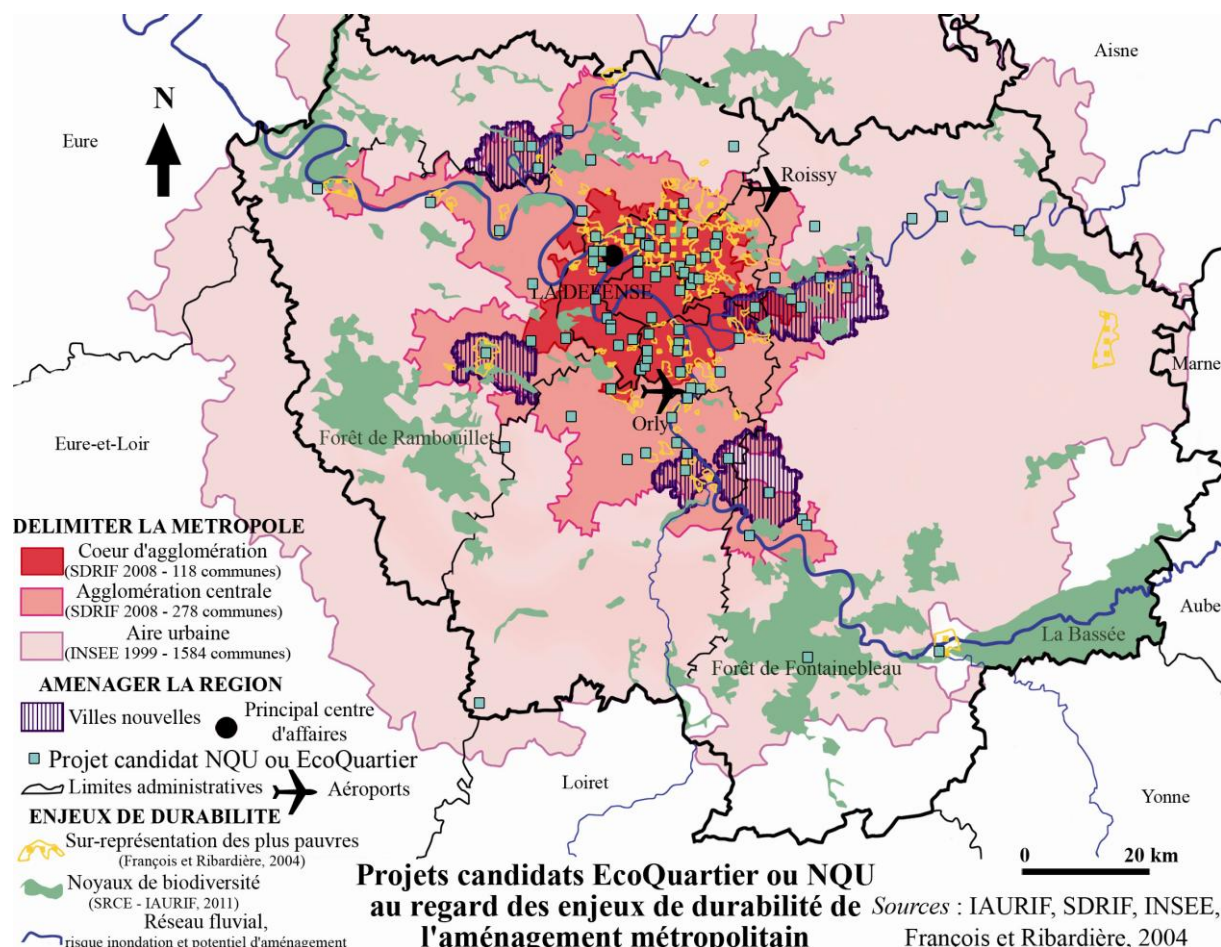 Aisne
N
Eure
Roissy
LA DEFENSE
Marne
Orly
Eure-et-Loir
Forêt de Rambouillet
DELIMITER LA METROPOLE
Coeur d'agglomération
(SDRIF 2008 - 118 communes)
Agglomération centrale
(SDRIF 2008 - 278 communes)
Aire urbaine
(INSEE 1999 - 1584 communes)
Aube
La Bassée
Forêt de Fontainebleau
AMENAGER LA REGION
Villes nouvelles
Principal centre
d'affaires
Projet candidat NQU ou EcoQuartier
Limites administratives
Aéroports
Loiret
Yonne
ENJEUX DE DURABILITE
Sur-représentation des plus pauvres
(François et Ribardière, 2004)
Noyaux de biodiversité
(SRCE - IAURIF, 2011)
Réseau fluvial,
risque inondation et potentiel d'aménagement
0 20 km
Projets candidats EcoQuartier ou NQU
au regard des enjeux de durabilité de
l'aménagement métropolitain
Sources : IAURIF, SDRIF, INSEE,
François et Ribardière, 2004